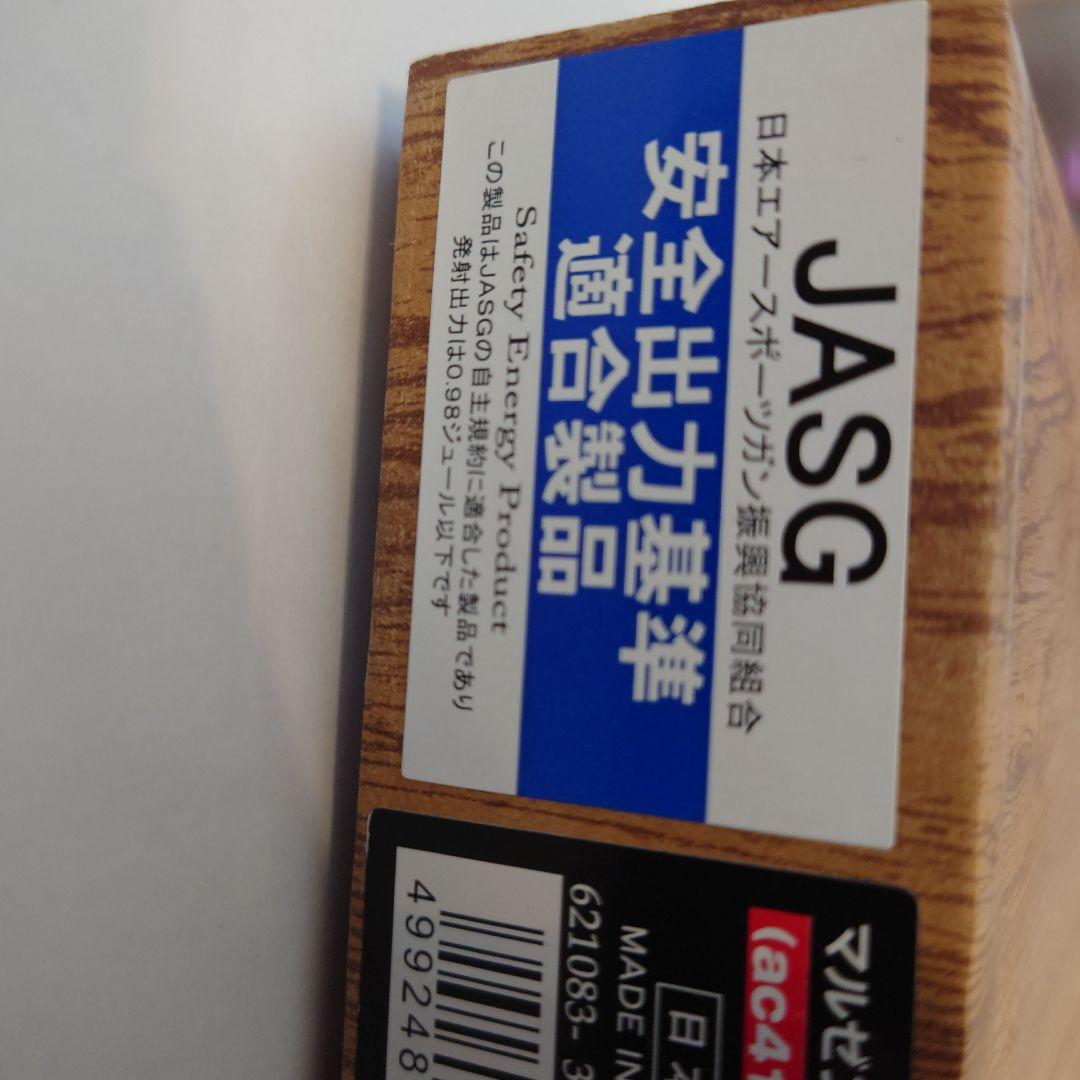 JASG
日本エアースポーツガン振興協同組合
安全出力基準
適合製品
Safety Energy Product
この製品はJASGの自主規約に適合した製品であり
発射出力は0.98ジュール以下です
マルゼ
(ac41
日本
MADE IN
621083- 3
499248